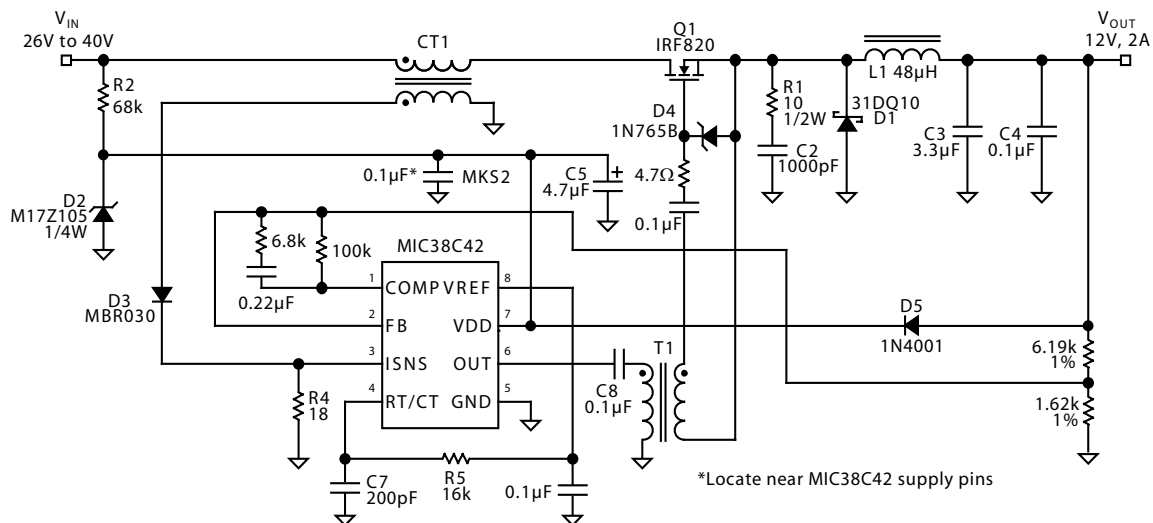 VIN
26V to 40V
CT1
Q1
IRF820
VOUT
12V, 2A
R2
68k
L1 48µH
D4
1N765B
R1
10
1/2W
31DQ10
D1
C2
1000pF
C3
3.3µF
C4
0.1µF
0.1µF*
MKS2
C5
4.7µF
+
4.7Ω
0.1µF
D2
M17Z105
1/4W
6.8k
100k
0.22µF
MIC38C42
1
COMP
VREF
8
2
FB
VDD
7
3
ISNS
OUT
6
4
RT/CT
GND
5
D3
MBR030
D5
1N4001
T1
C8
0.1µF
6.19k
1%
1.62k
1%
R4
18
C7
200pF
R5
16k
0.1µF
*Locate near MIC38C42 supply pins